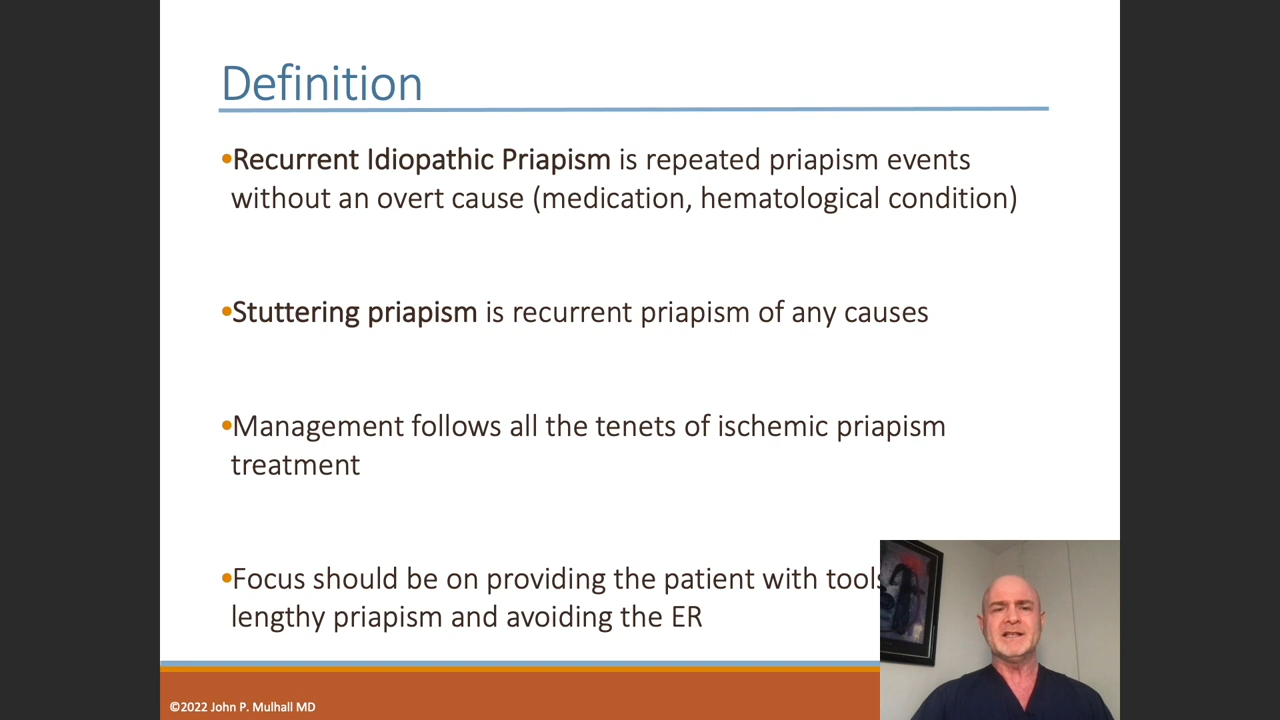 Definition
•Recurrent Idiopathic Priapism is repeated priapism events
without an overt cause (medication, hematological condition)
•Stuttering priapism is recurrent priapism of any causes
•Management follows all the tenets of ischemic priapism
treatment
•Focus should be on providing the patient with tools
lengthy priapism and avoiding the ER
©2022 John P. Mulhall MD